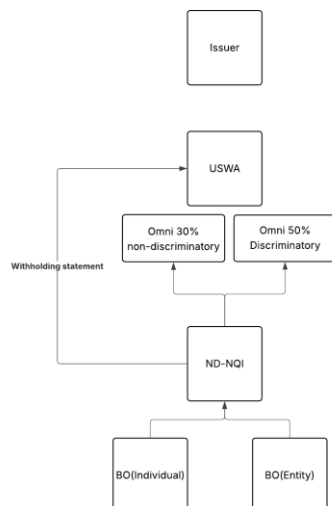 Issuer
USWA
Omni 30%
non-discriminatory
Omni 50%
Discriminatory
Withholding statement
ND-NQI
BO(Individual)
BO(Entity)